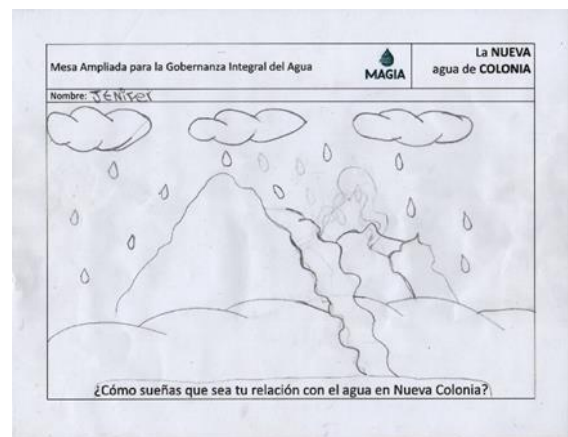 Mesa Ampliada para la Gobernanza Integral del Agua
MAGIA
La NUEVA
agua de COLONIA
Nombre: JENifer
¿Cómo sueñas que sea tu relación con el agua en Nueva Colonia?